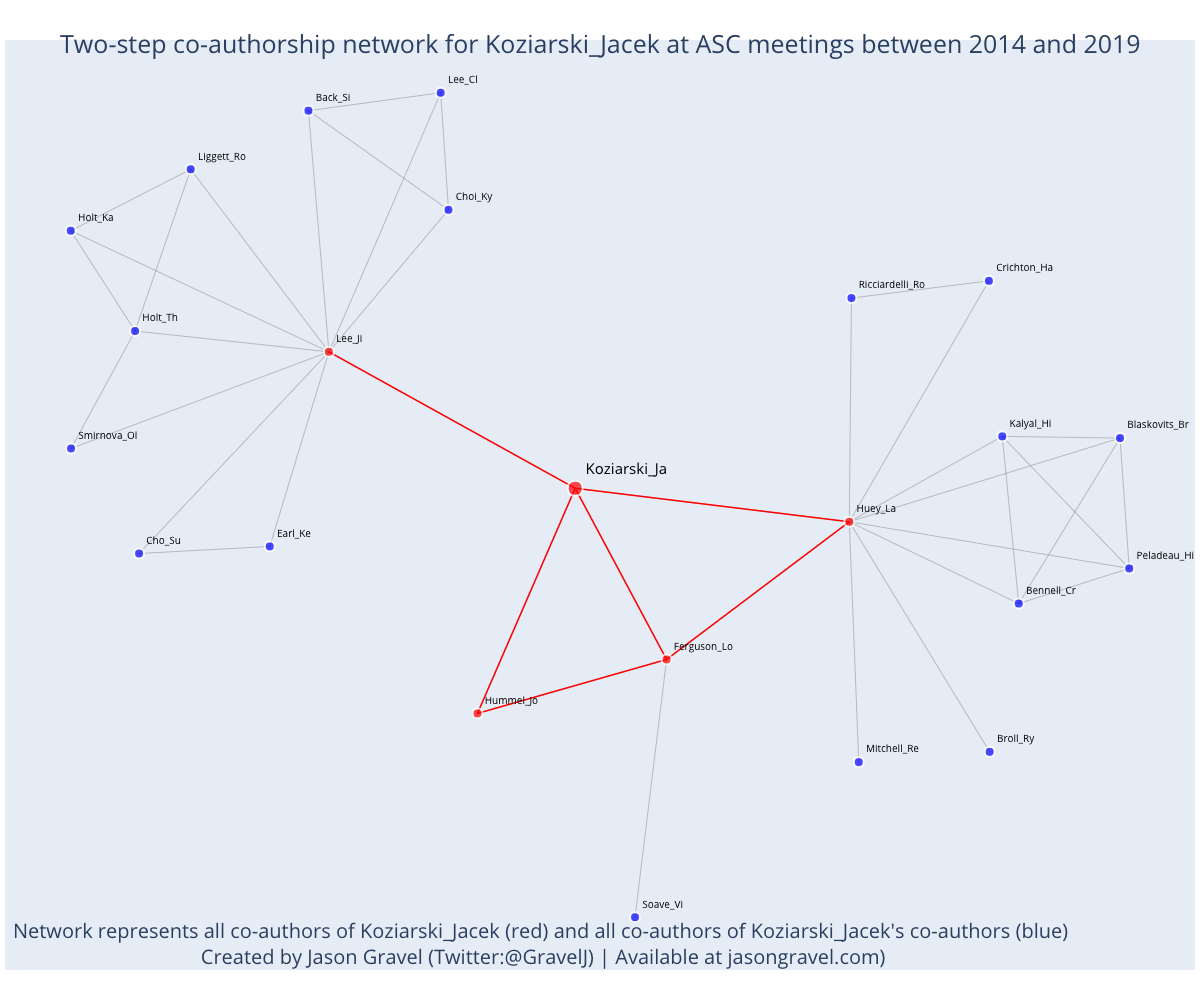 Two-step co-authorship network for Koziarski_Jacek at ASC meetings between 2014 and 2019
Lee_Cl
Back_Si
Liggett_Ro
Choi_Ky
Holt_Ka
Crichton_Ha
Ricciardelli_Ro
Holt_Th
Lee_Ji
Kalyal_Hi
Blaskovits_Br
Smirnova_Ol
Koziarski_Ja
Huey_La
Earl_Ke
Cho_Su
Peladeau_Hi
Bennell_Cr
Ferguson_Lo
Hummel_Jo
Broll_Ry
Mitchell_Re
Soave_Vi
Network represents all co-authors of Koziarski_Jacek (red) and all co-authors of Koziarski_Jacek's co-authors (blue)
Created by Jason Gravel (Twitter:@GravelJ) | Available at jasongravel.com)